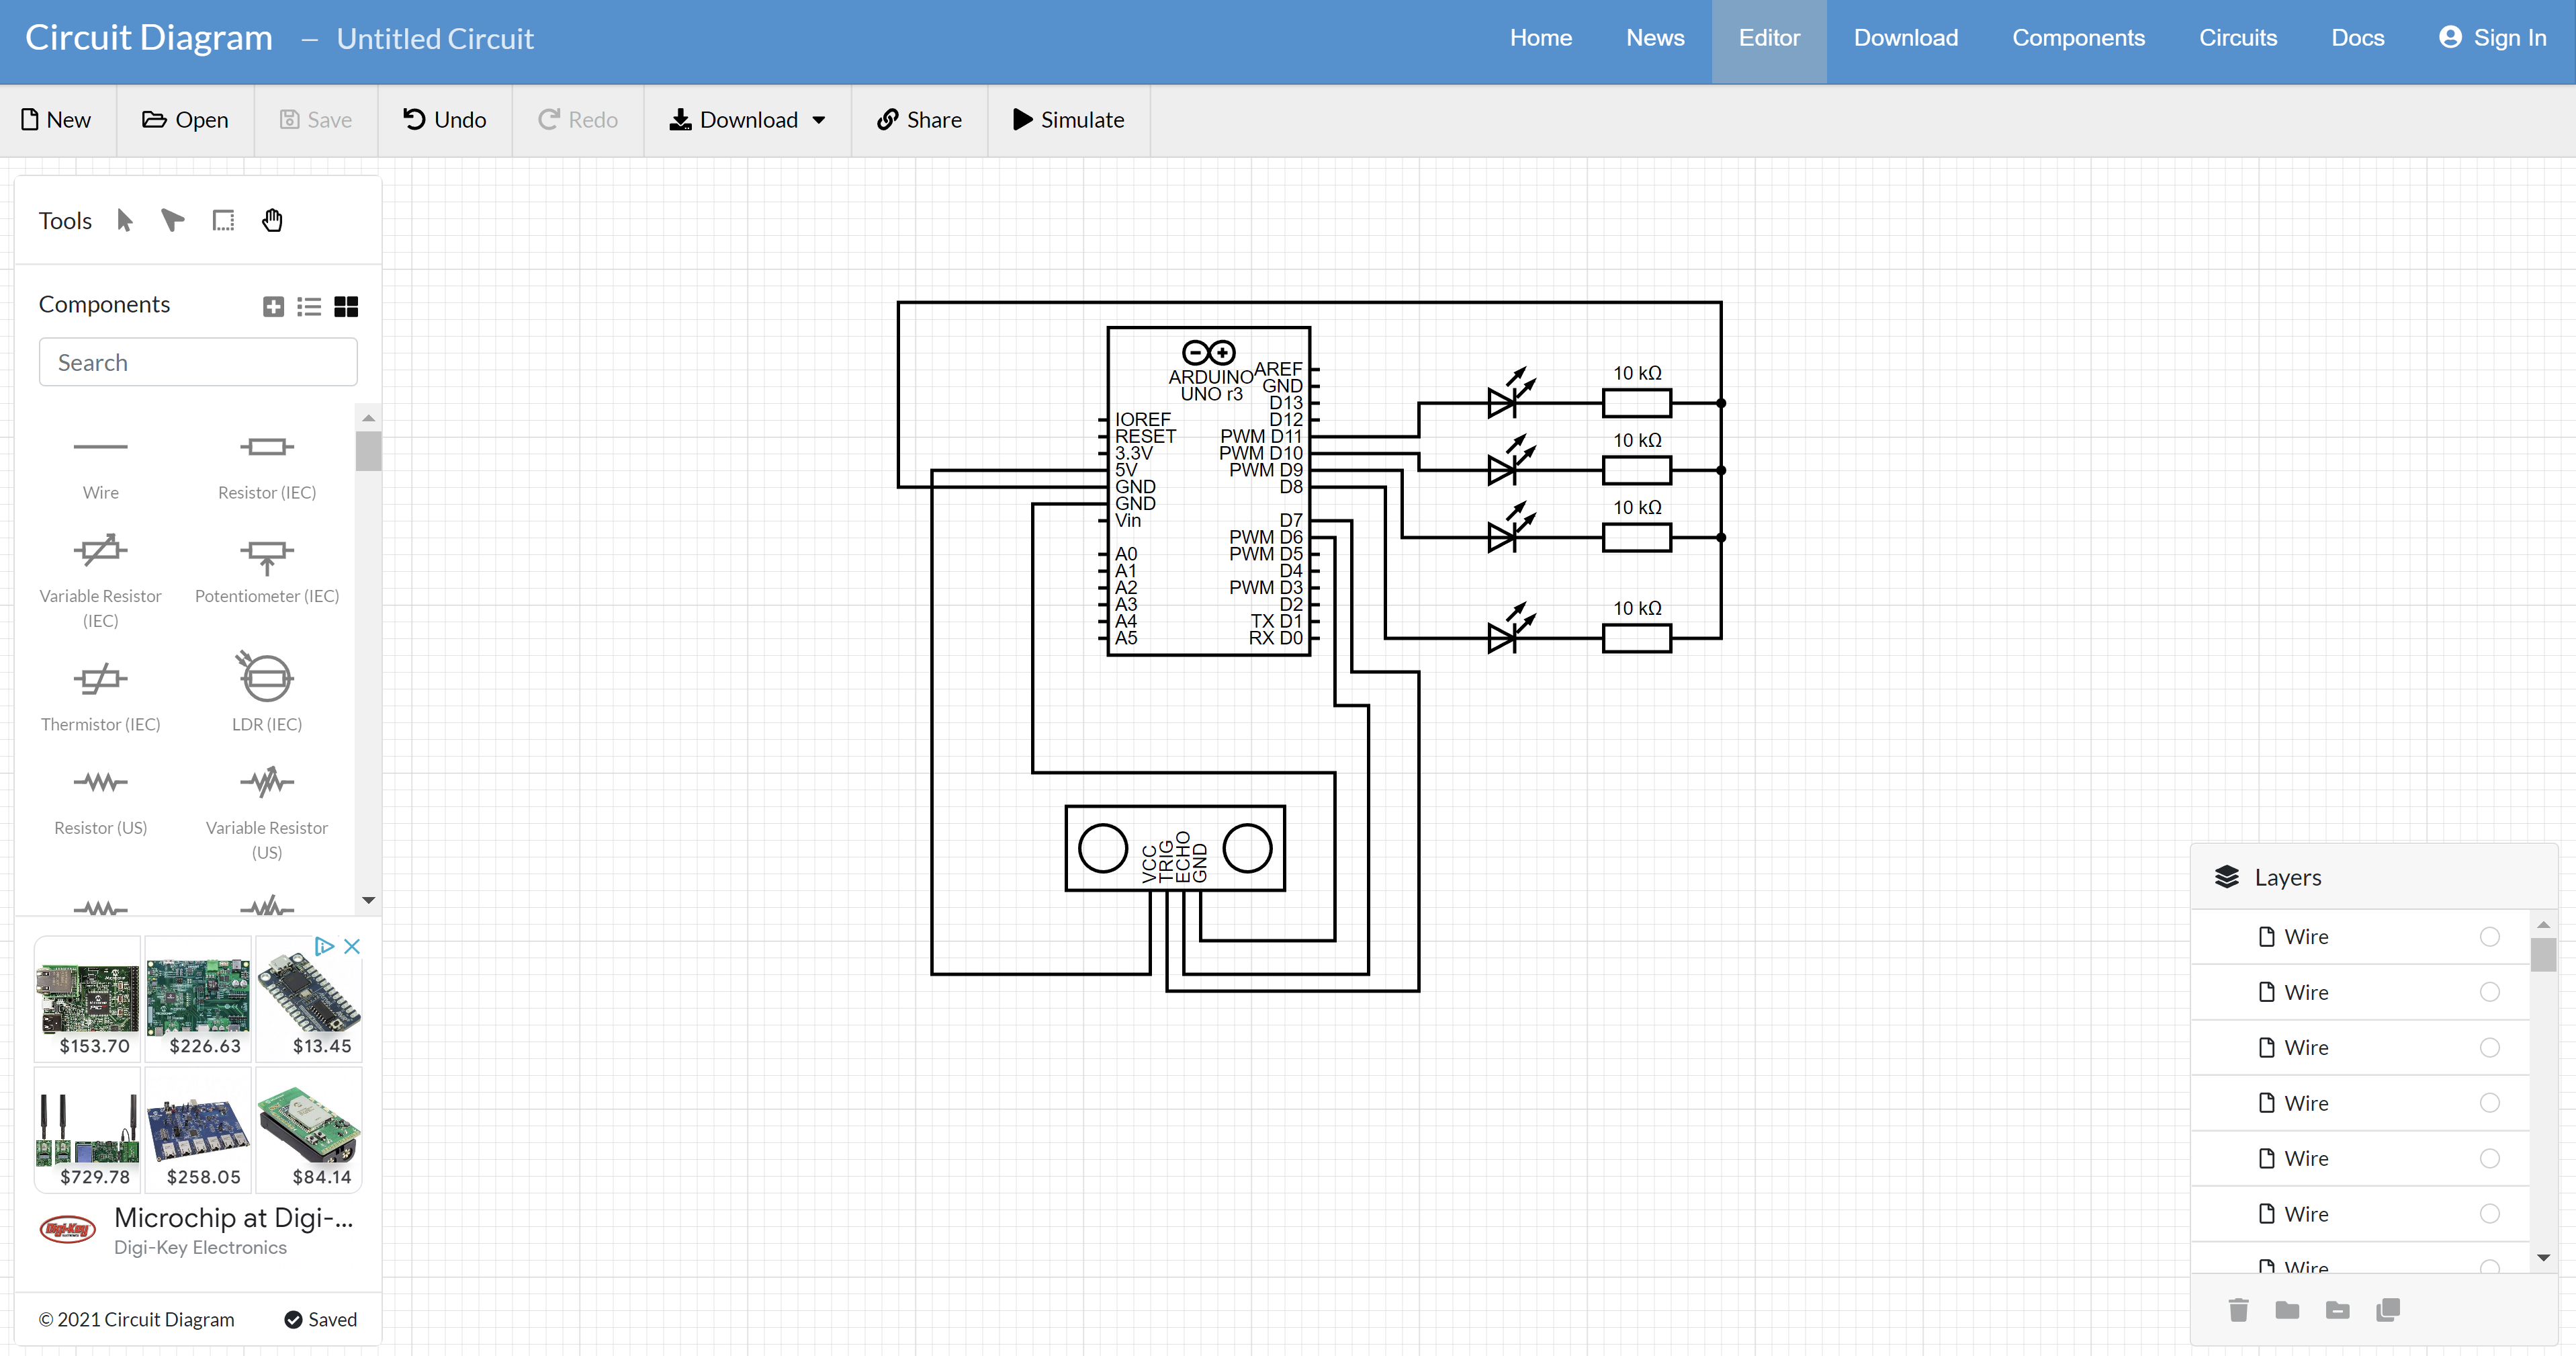 Circuit Diagram – Untitled Circuit
Home News Editor Download Components Circuits Docs Sign In
New Open Save Undo Redo Download Share Simulate
Tools
Components
Search
Wire
Resistor (IEC)
Variable Resistor (IEC)
Potentiometer (IEC)
Thermistor (IEC)
LDR (IEC)
Resistor (US)
Variable Resistor (US)
$153.70
$226.63
$13.45
$729.78
$258.05
$84.14
Digi-Key
Microchip at Digi-...
Digi-Key Electronics
© 2021 Circuit Diagram
Saved
ARDUINO
UNO r3
IOREF
RESET
3.3V
5V
GND
GND
Vin
A0
A1
A2
A3
A4
A5
AREF
GND
D13
D12
PWM D11
PWM D10
PWM D9
D8
D7
PWM D6
PWM D5
D4
PWM D3
D2
TX D1
RX D0
10 kΩ
10 kΩ
10 kΩ
10 kΩ
VCC
TRIG
ECHO
GND
Layers
Wire
Wire
Wire
Wire
Wire
Wire
Wire